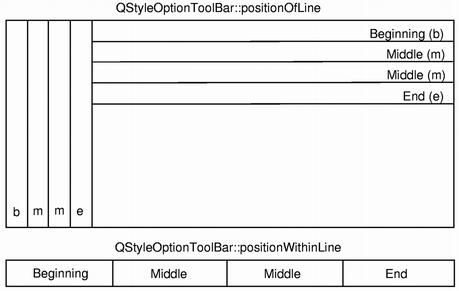 QStyleOptionToolBar::positionOfLine
Beginning (b)
Middle (m)
Middle (m)
End (e)
b m m e
QStyleOptionToolBar::positionWithinLine
Beginning Middle Middle End